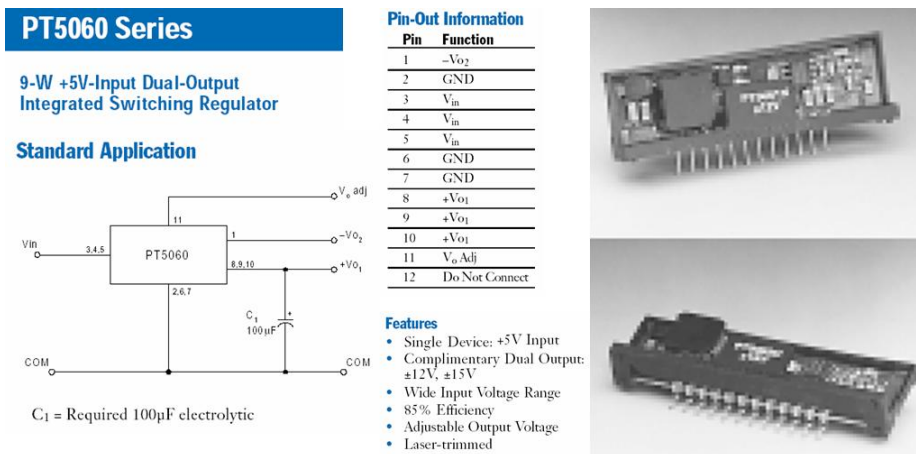 PT5060 Series
9-W +5V-Input Dual-Output
Integrated Switching Regulator
Standard Application
Vₒ adj
11
Vin
3,4,5
PT5060
1
–Vo₂
8,9,10
+Vo₁
2,6,7
C₁
+
100µF
COM
COM
C₁ = Required 100µF electrolytic
Pin-Out Information
Pin Function
1 –Vo₂
2 GND
3 Vᵢₙ
4 Vᵢₙ
5 Vᵢₙ
6 GND
7 GND
8 +Vo₁
9 +Vo₁
10 +Vo₁
11 Vₒ Adj
12 Do Not Connect
Features
• Single Device: +5V Input
• Complimentary Dual Output:
±12V, ±15V
• Wide Input Voltage Range
• 85% Efficiency
• Adjustable Output Voltage
• Laser-trimmed